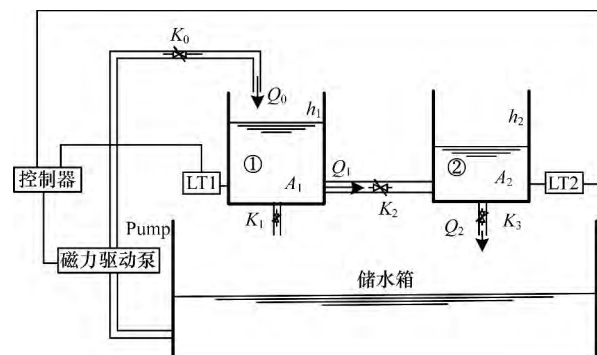 K₀
Q₀
h₁
h₂
①
Q₁
②
控制器
LT1
A₁
A₂
LT2
K₂
K₁
Pump
Q₂
K₃
磁力驱动泵
储水箱